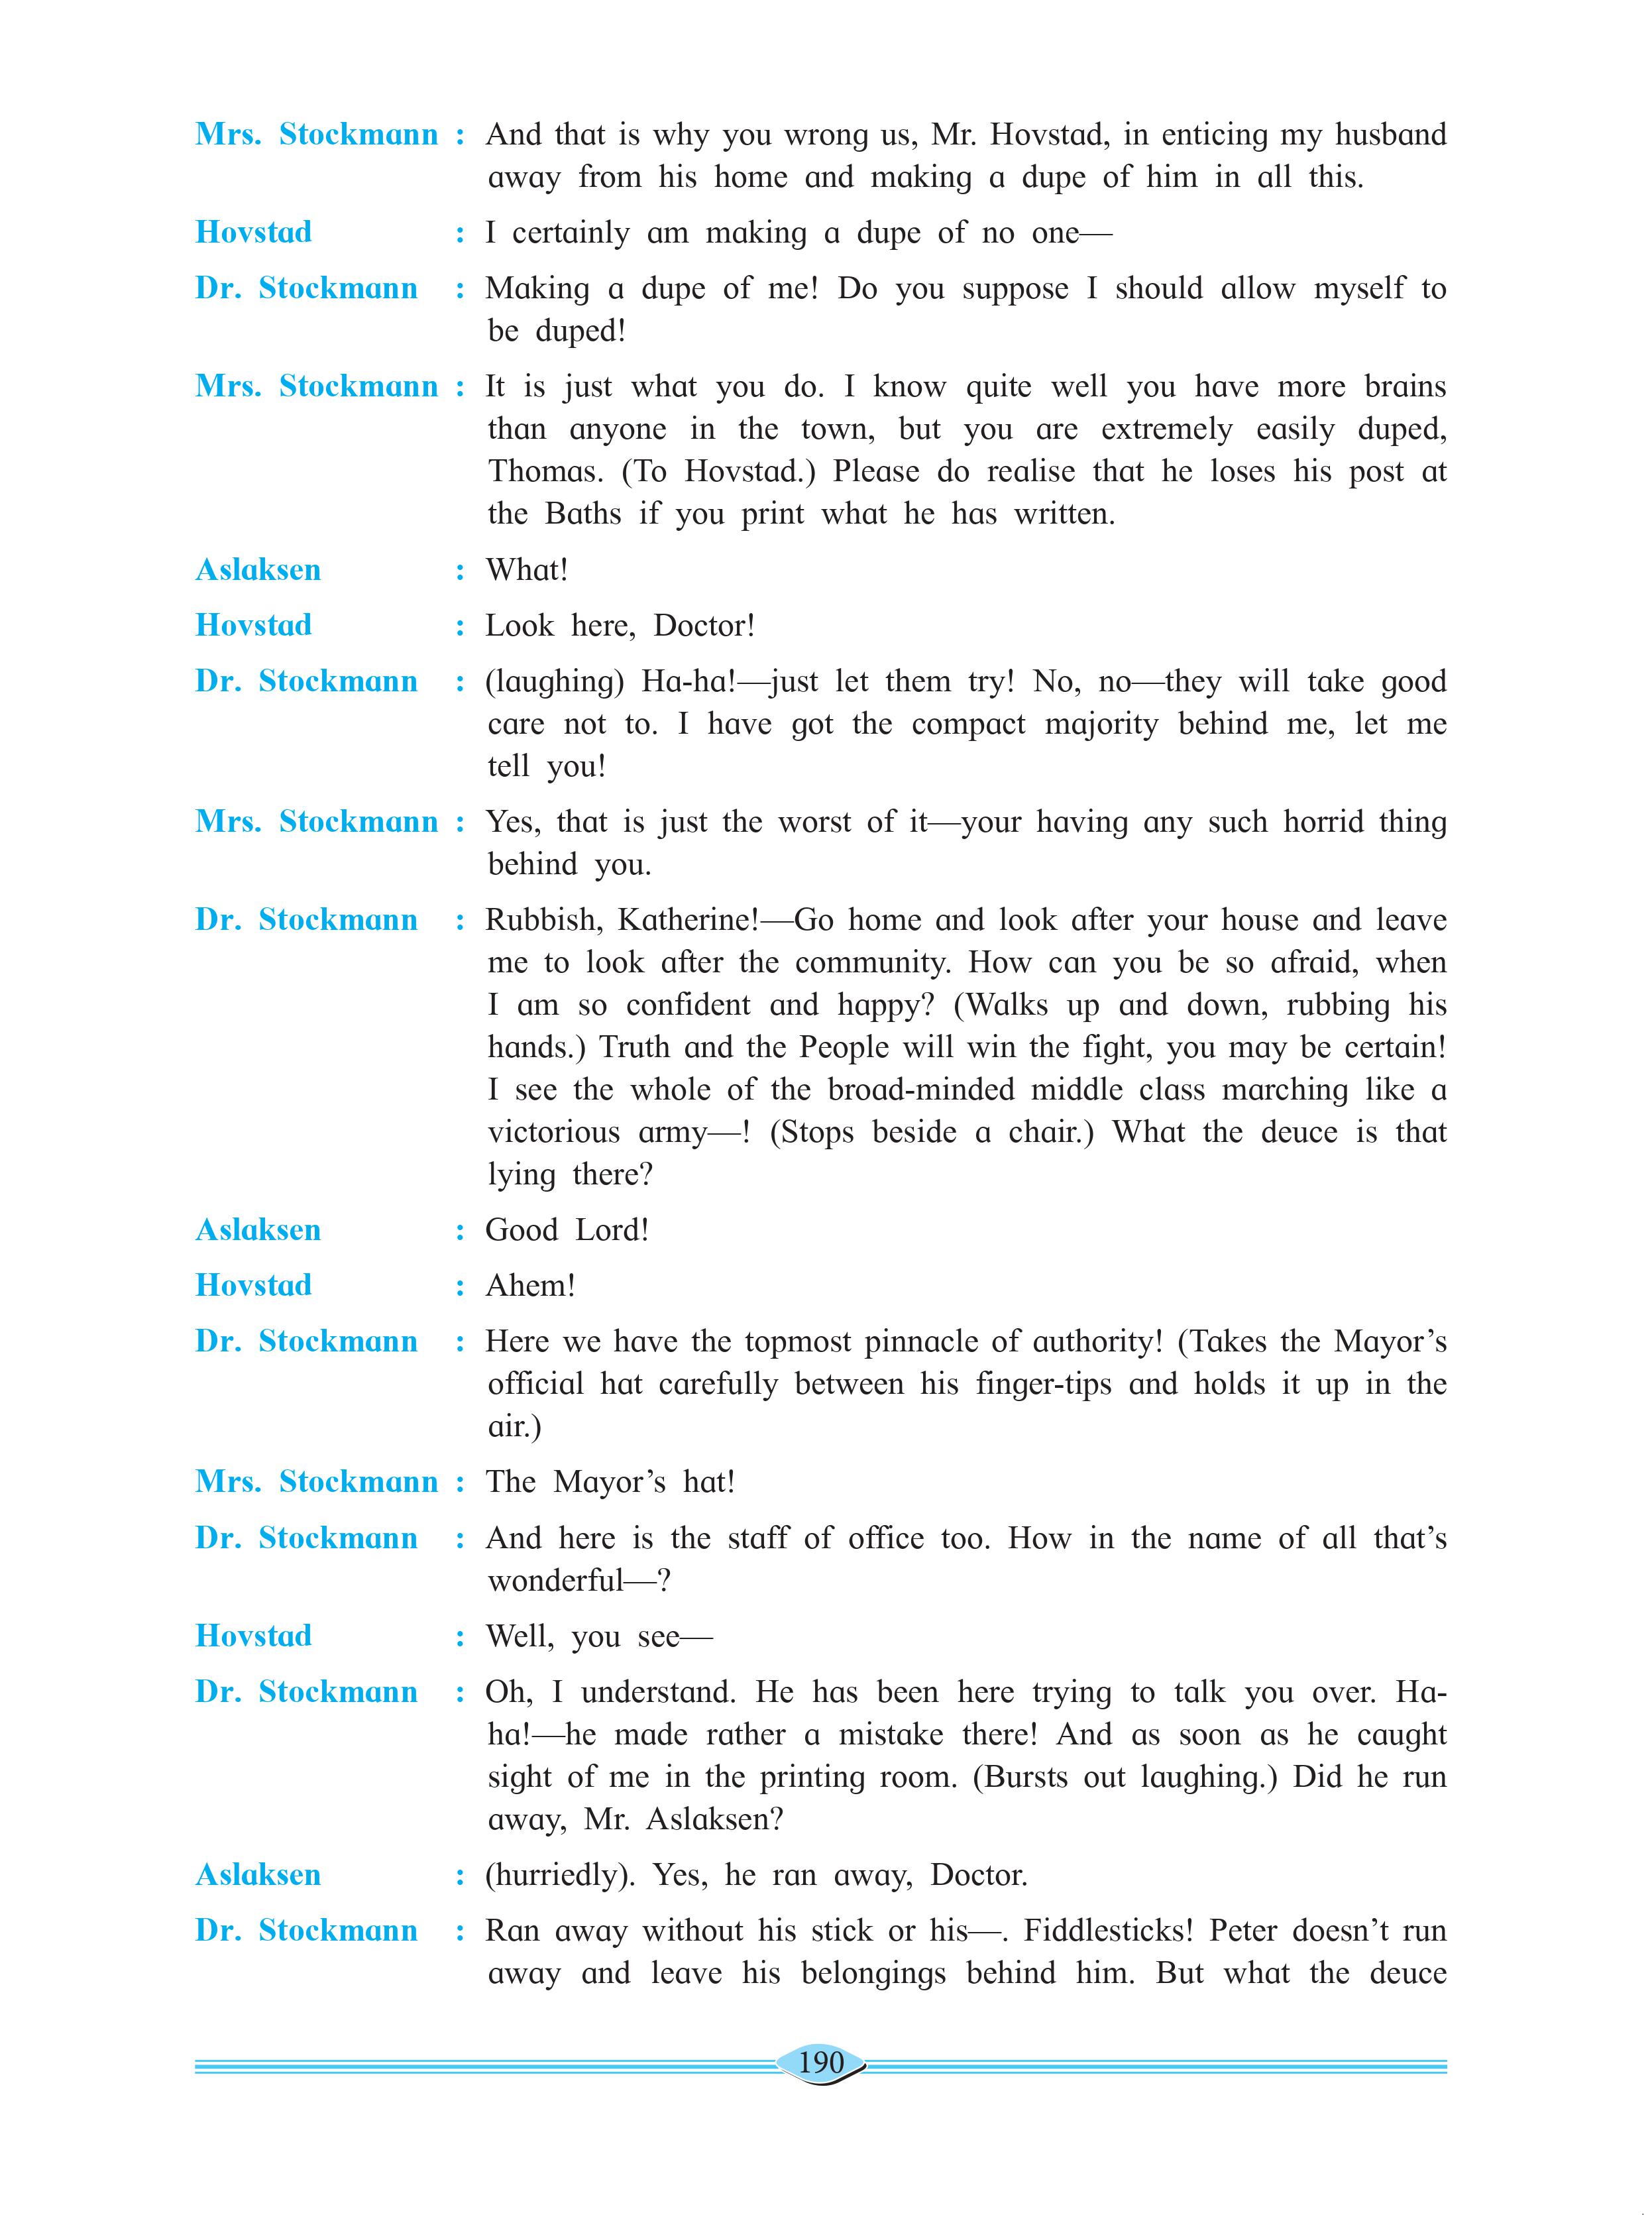 Mrs. Stockmann : And that is why you wrong us, Mr. Hovstad, in enticing my husband
away from his home and making a dupe of him in all this.
Hovstad : I certainly am making a dupe of no one—
Dr. Stockmann : Making a dupe of me! Do you suppose I should allow myself to
be duped!
Mrs. Stockmann : It is just what you do. I know quite well you have more brains
than anyone in the town, but you are extremely easily duped,
Thomas. (To Hovstad.) Please do realise that he loses his post at
the Baths if you print what he has written.
Aslaksen : What!
Hovstad : Look here, Doctor!
Dr. Stockmann : (laughing) Ha-ha!—just let them try! No, no—they will take good
care not to. I have got the compact majority behind me, let me
tell you!
Mrs. Stockmann : Yes, that is just the worst of it—your having any such horrid thing
behind you.
Dr. Stockmann : Rubbish, Katherine!—Go home and look after your house and leave
me to look after the community. How can you be so afraid, when
I am so confident and happy? (Walks up and down, rubbing his
hands.) Truth and the People will win the fight, you may be certain!
I see the whole of the broad-minded middle class marching like a
victorious army—! (Stops beside a chair.) What the deuce is that
lying there?
Aslaksen : Good Lord!
Hovstad : Ahem!
Dr. Stockmann : Here we have the topmost pinnacle of authority! (Takes the Mayor’s
official hat carefully between his finger-tips and holds it up in the
air.)
Mrs. Stockmann : The Mayor’s hat!
Dr. Stockmann : And here is the staff of office too. How in the name of all that’s
wonderful—?
Hovstad : Well, you see—
Dr. Stockmann : Oh, I understand. He has been here trying to talk you over. Ha-
ha!—he made rather a mistake there! And as soon as he caught
sight of me in the printing room. (Bursts out laughing.) Did he run
away, Mr. Aslaksen?
Aslaksen : (hurriedly). Yes, he ran away, Doctor.
Dr. Stockmann : Ran away without his stick or his—. Fiddlesticks! Peter doesn’t run
away and leave his belongings behind him. But what the deuce
190